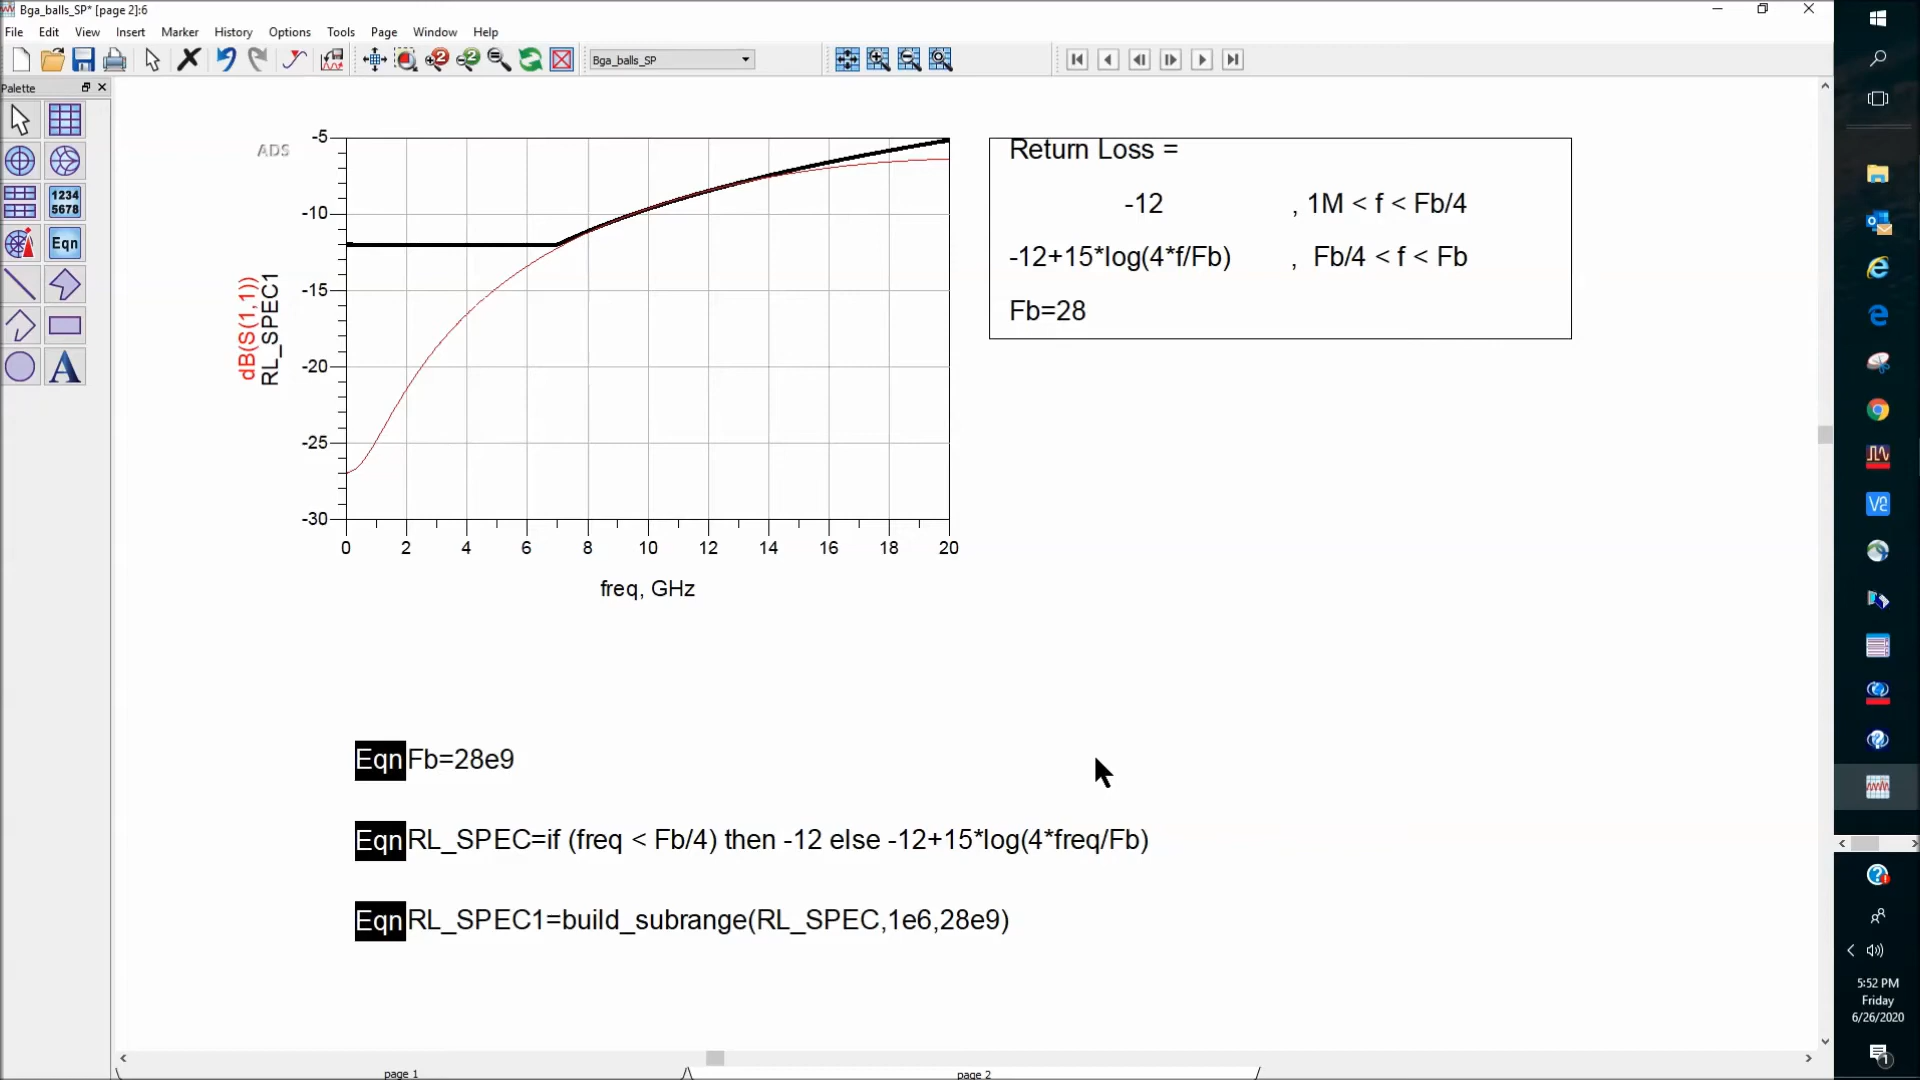 Bga_balls_SP* [page 2]:6
File Edit View Insert Marker History Options Tools Page Window Help
Bga_balls_SP
Palette
1234
5678
Eqn
ADS
-5
-10
-15
-20
-25
-30
dB(S(1,1))
RL_SPEC1
0 2 4 6 8 10 12 14 16 18 20
freq, GHz
Return Loss =
-12 , 1M < f < Fb/4
-12+15*log(4*f/Fb) , Fb/4 < f < Fb
Fb=28
Eqn Fb=28e9
Eqn RL_SPEC=if (freq < Fb/4) then -12 else -12+15*log(4*freq/Fb)
Eqn RL_SPEC1=build_subrange(RL_SPEC,1e6,28e9)
page 1
page 2
5:52 PM
Friday
6/26/2020
1